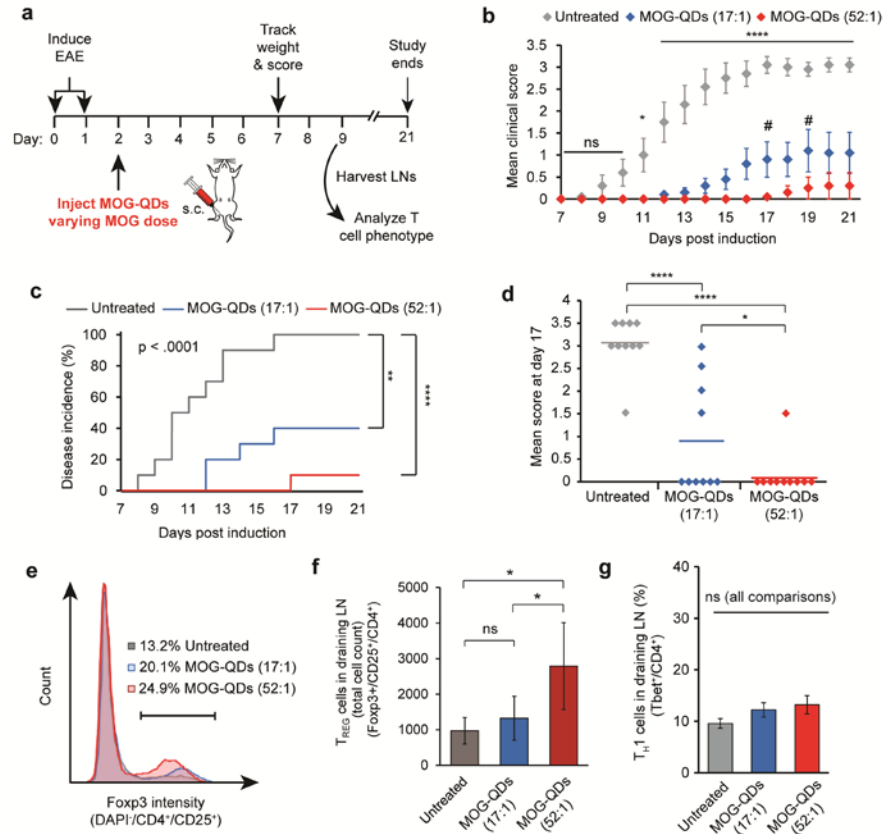 a
Induce
EAE
Track
weight
& score
Study
ends
Day:
0 1 2 3 4 5 6 7 8 9 21
Inject MOG-QDs
varying MOG dose
s.c.
Harvest LNs
Analyze T
cell phenotype
b
Untreated MOG-QDs (17:1) MOG-QDs (52:1)
****
Mean clinical score
3.5
3
2.5
2
1.5
1
0.5
0
ns
*
# #
7 9 11 13 15 17 19 21
Days post induction
c
Untreated MOG-QDs (17:1) MOG-QDs (52:1)
p < .0001
Disease incidence (%)
100
80
60
40
20
0
**
****
7 9 11 13 15 17 19 21
Days post induction
d
****
****
*
Mean score at day 17
4
3.5
3
2.5
2
1.5
1
0.5
0
Untreated MOG-QDs MOG-QDs
(17:1) (52:1)
e
Count
13.2% Untreated
20.1% MOG-QDs (17:1)
24.9% MOG-QDs (52:1)
Foxp3 intensity
(DAPI⁻/CD4⁺/CD25⁺)
f
TREG cells in draining LN
(total cell count)
(Foxp3+/CD25⁺/CD4⁺)
5000
4000
3000
2000
1000
0
*
*
ns
Untreated
MOG-QDs
(17:1)
MOG-QDs
(52:1)
g
TH1 cells in draining LN (%)
(Tbet⁺/CD4⁺)
40
30
20
10
0
ns (all comparisons)
Untreated
MOG-QDs
(17:1)
MOG-QDs
(52:1)